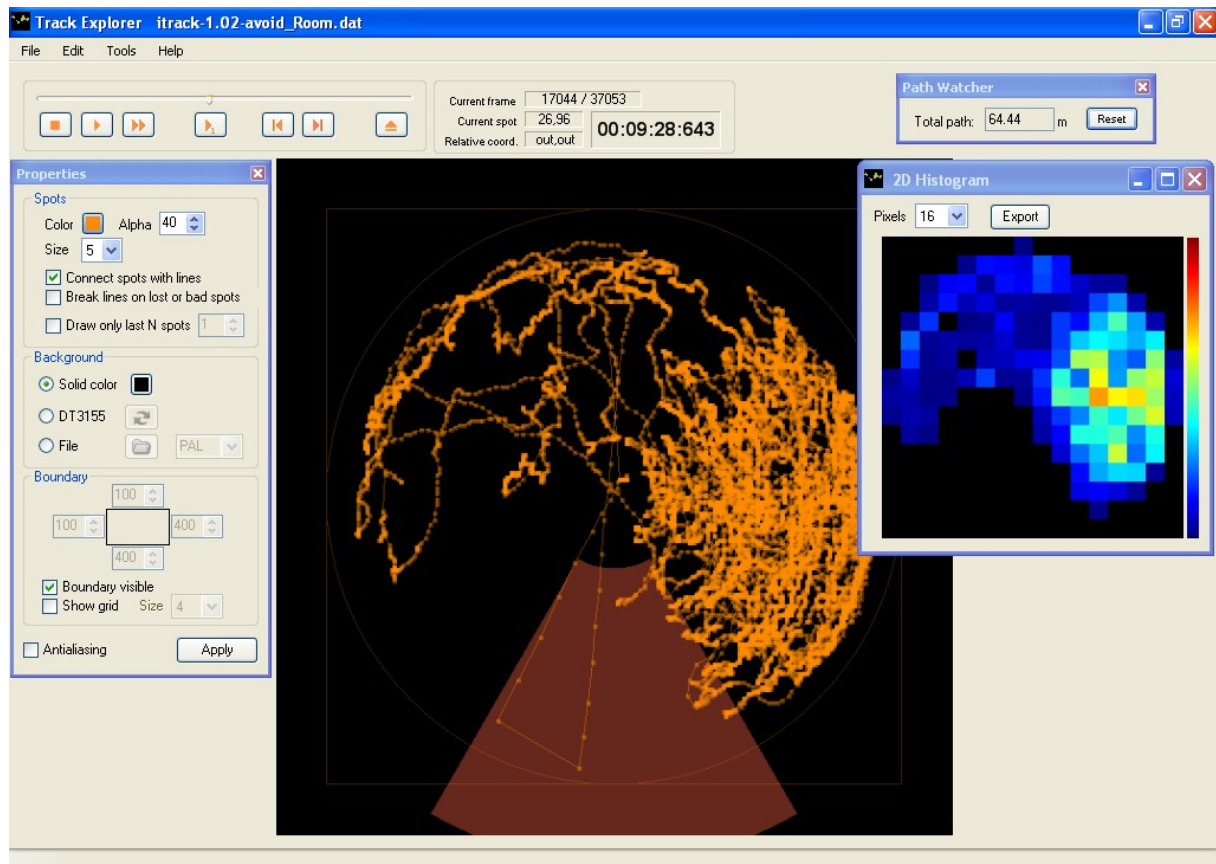 Track Explorer itrack-1.02-avoid_Room.dat
File Edit Tools Help
Current frame 17044 / 37053
Current spot 26,96
Relative coord. out,out
00:09:28:643
Path Watcher
Total path: 64.44 m Reset
Properties
Spots
Color Alpha 40
Size 5
Connect spots with lines
Break lines on lost or bad spots
Draw only last N spots 1
Background
Solid color
DT3155
File PAL
Boundary
100
100 400
400
Boundary visible
Show grid Size 4
Antialiasing Apply
2D Histogram
Pixels 16 Export